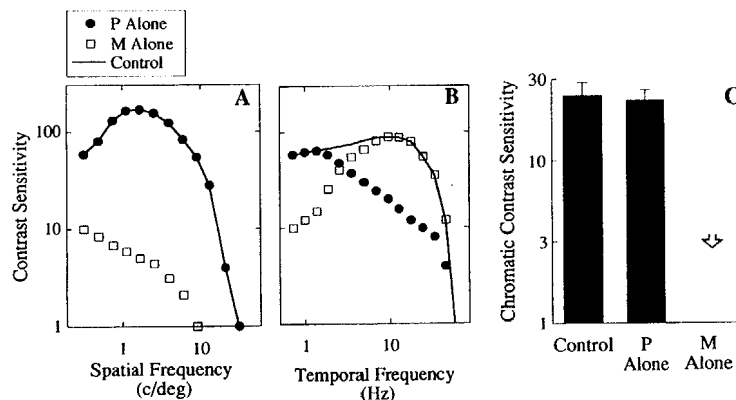 P Alone
M Alone
Control
A
B
C
Contrast Sensitivity
100
10
1
1 10
Spatial Frequency
(c/deg)
1 10
Temporal Frequency
(Hz)
Chromatic Contrast Sensitivity
30
10
3
1
Control P Alone M Alone